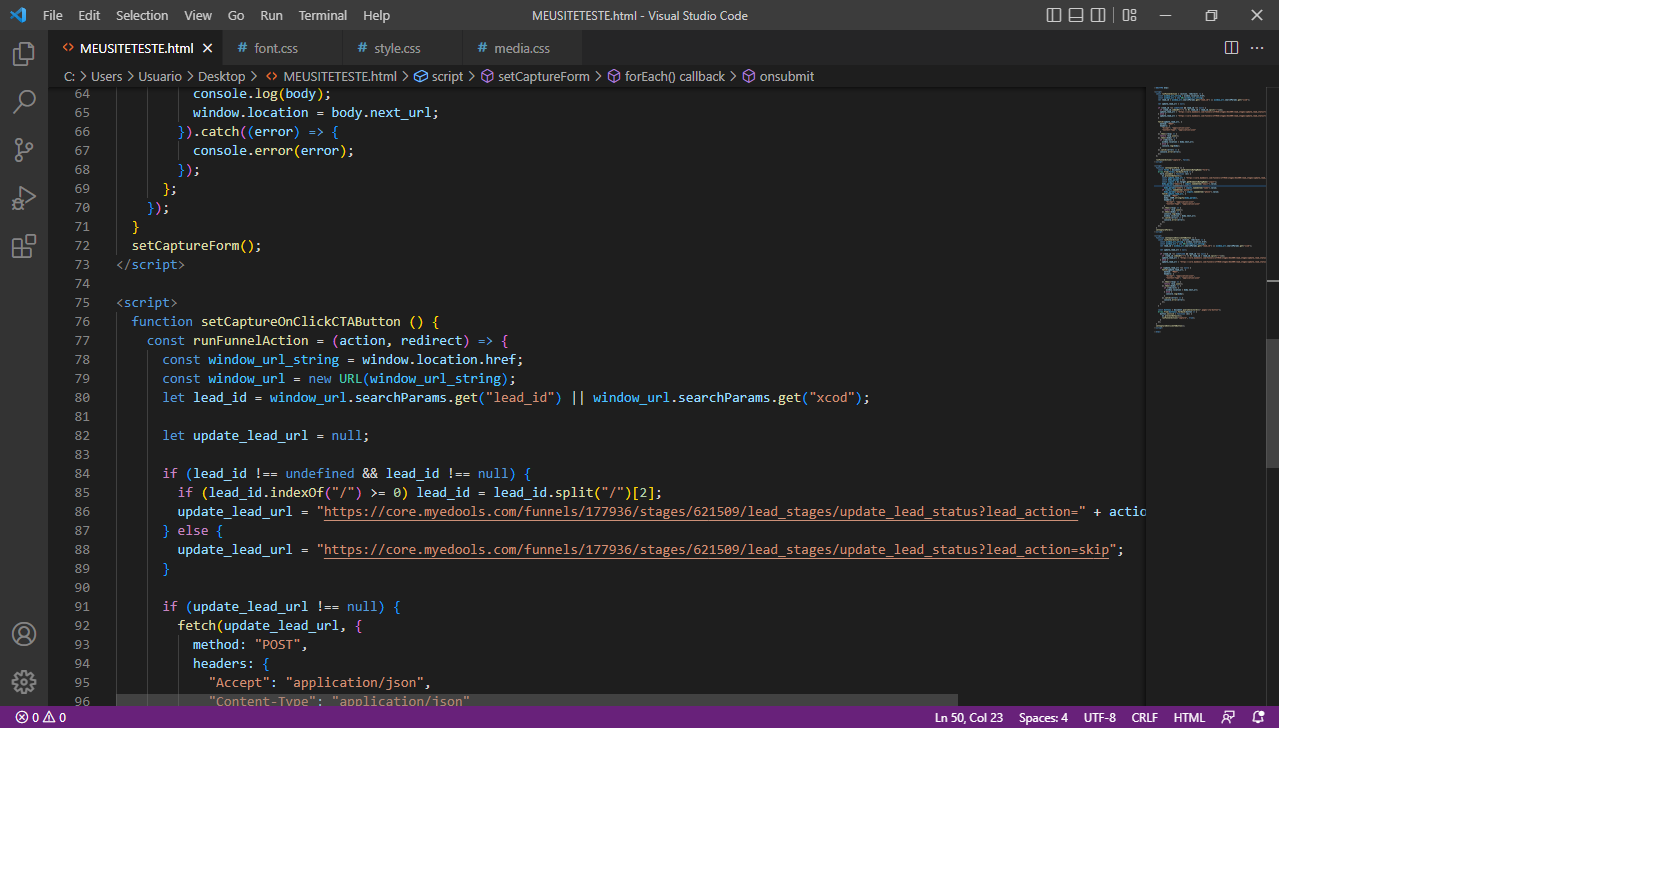 File Edit Selection View Go Run Terminal Help MEUSITETESTE.html - Visual Studio Code
MEUSITETESTE.html font.css style.css media.css
C: > Users > Usuario > Desktop > MEUSITETESTE.html > script > setCaptureForm > forEach() callback > onsubmit
64 console.log(body);
65 window.location = body.next_url;
66 }).catch((error) => {
67 console.error(error);
68 });
69 };
70 });
71 }
72 setCaptureForm();
73 </script>
74
75 <script>
76 function setCaptureOnClickCTAButton () {
77 const runFunnelAction = (action, redirect) => {
78 const window_url_string = window.location.href;
79 const window_url = new URL(window_url_string);
80 let lead_id = window_url.searchParams.get("lead_id") || window_url.searchParams.get("xcod");
81
82 let update_lead_url = null;
83
84 if (lead_id !== undefined && lead_id !== null) {
85 if (lead_id.indexOf("/") >= 0) lead_id = lead_id.split("/")[2];
86 update_lead_url = "https://core.myedools.com/funnels/177936/stages/621509/lead_stages/update_lead_status?lead_action=" + actio
87 } else {
88 update_lead_url = "https://core.myedools.com/funnels/177936/stages/621509/lead_stages/update_lead_status?lead_action=skip";
89 }
90
91 if (update_lead_url !== null) {
92 fetch(update_lead_url, {
93 method: "POST",
94 headers: {
95 "Accept": "application/json",
96 "Content-Type": "application/json"
0 0 Ln 50, Col 23 Spaces: 4 UTF-8 CRLF HTML